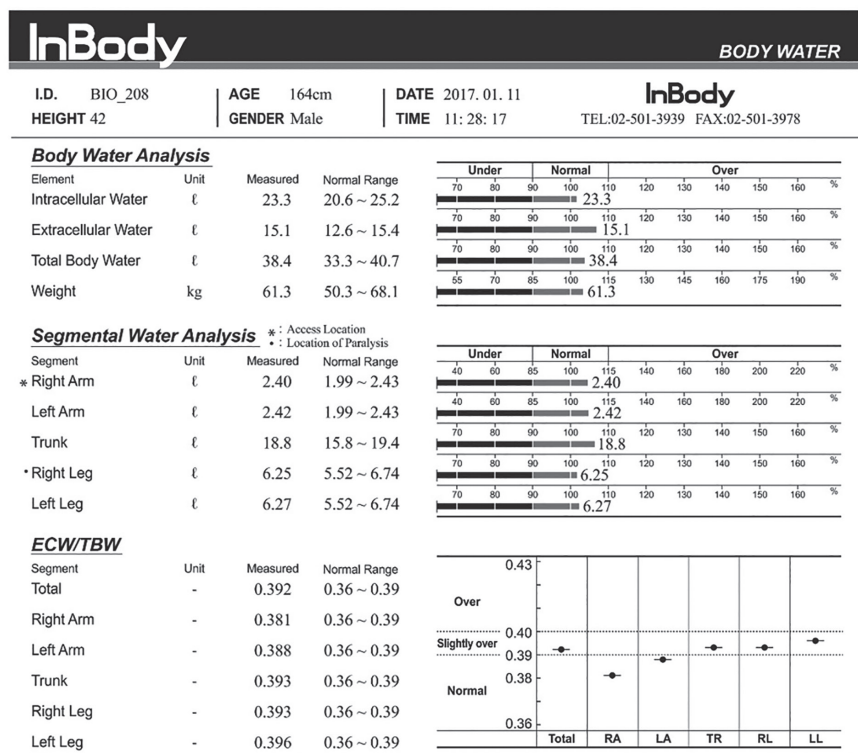 InBody
BODY WATER
I.D. BIO_208 AGE 164cm DATE 2017. 01. 11 InBody
HEIGHT 42 GENDER Male TIME 11: 28: 17 TEL:02-501-3939 FAX:02-501-3978
Body Water Analysis
Under Normal Over
Element Unit Measured Normal Range 70 80 90 100 110 120 130 140 150 160 %
Intracellular Water ℓ 23.3 20.6 ~ 25.2 23.3
70 80 90 100 110 120 130 140 150 160 %
Extracellular Water ℓ 15.1 12.6 ~ 15.4 15.1
70 80 90 100 110 120 130 140 150 160 %
Total Body Water ℓ 38.4 33.3 ~ 40.7 38.4
55 70 85 100 115 130 145 160 175 190 %
Weight kg 61.3 50.3 ~ 68.1 61.3
Segmental Water Analysis * : Access Location
• : Location of Paralysis
Under Normal Over
Segment Unit Measured Normal Range 40 60 85 100 115 140 160 180 200 220 %
* Right Arm ℓ 2.40 1.99 ~ 2.43 2.40
40 60 85 100 115 140 160 180 200 220 %
Left Arm ℓ 2.42 1.99 ~ 2.43 2.42
70 80 90 100 110 120 130 140 150 160 %
Trunk ℓ 18.8 15.8 ~ 19.4 18.8
70 80 90 100 110 120 130 140 150 160 %
• Right Leg ℓ 6.25 5.52 ~ 6.74 6.25
70 80 90 100 110 120 130 140 150 160 %
Left Leg ℓ 6.27 5.52 ~ 6.74 6.27
ECW/TBW
Segment Unit Measured Normal Range
Total - 0.392 0.36 ~ 0.39
Right Arm - 0.381 0.36 ~ 0.39
Left Arm - 0.388 0.36 ~ 0.39
Trunk - 0.393 0.36 ~ 0.39
Right Leg - 0.393 0.36 ~ 0.39
Left Leg - 0.396 0.36 ~ 0.39
0.43
Over
0.40
Slightly over
0.39
0.38
Normal
0.36
Total RA LA TR RL LL